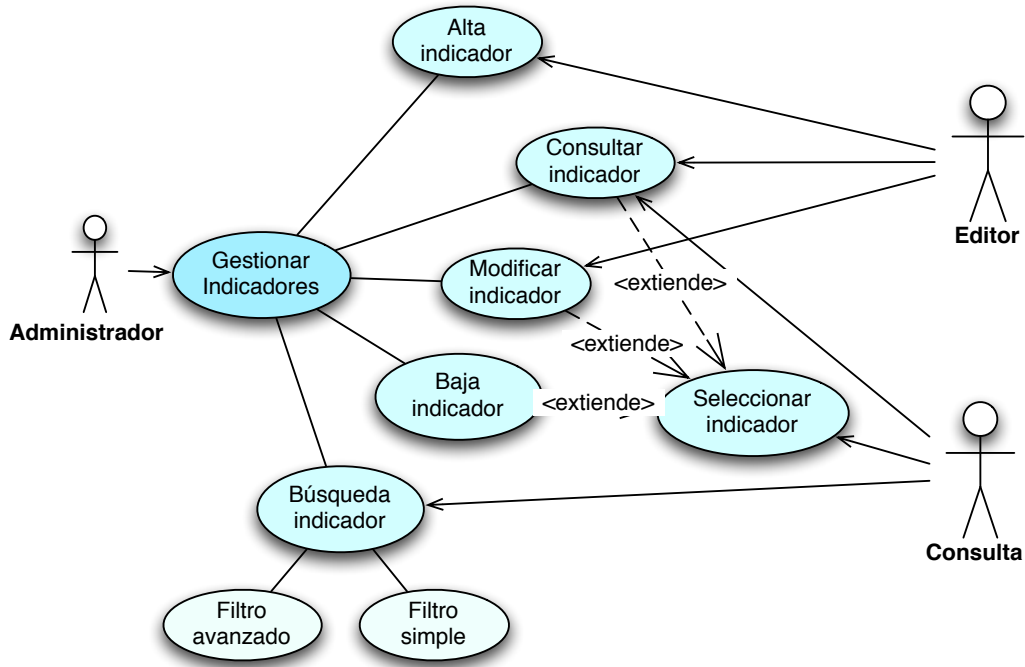 Alta
indicador
Consultar
indicador
Editor
Gestionar
Indicadores
Modificar
indicador
<extiende>
Administrador
<extiende>
Baja
indicador
<extiende>
Seleccionar
indicador
Búsqueda
indicador
Consulta
Filtro
avanzado
Filtro
simple